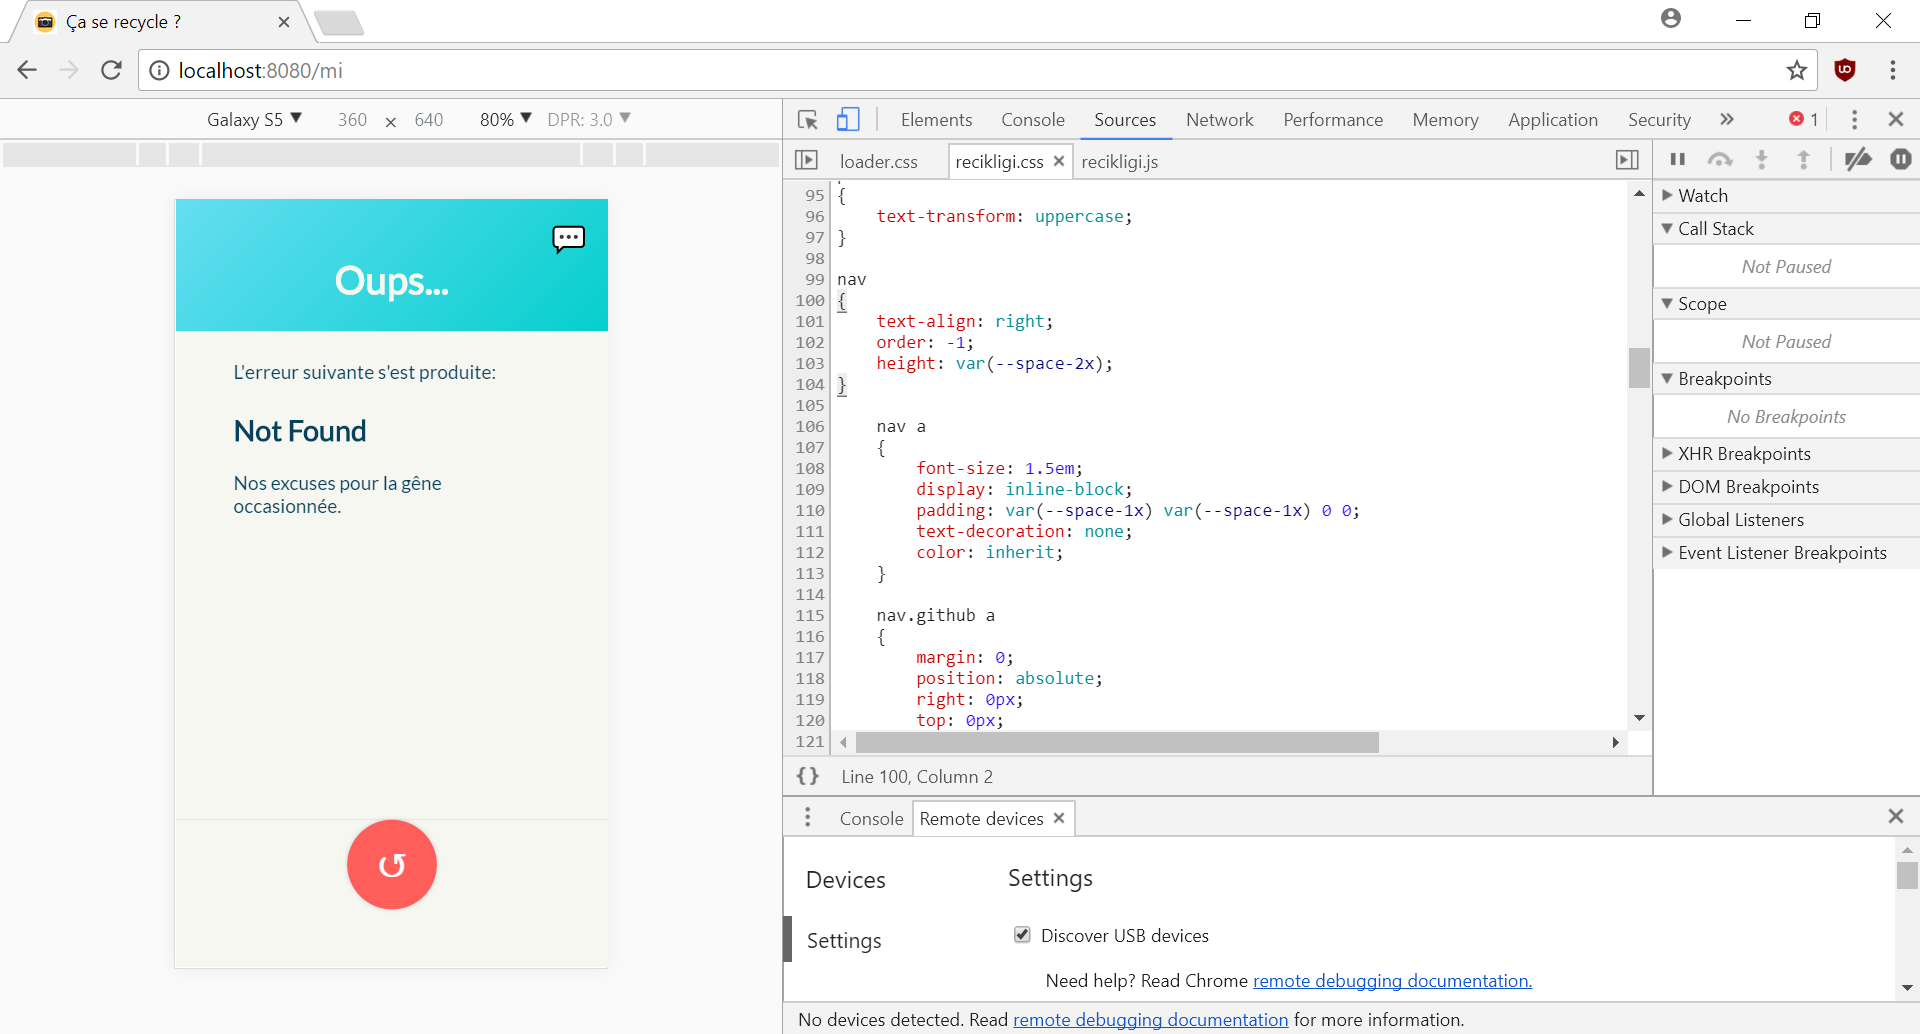 Ça se recycle ?
localhost:8080/mi
Galaxy S5 ▼ 360 × 640 80% ▼ DPR: 3.0 ▼
Oups...
L'erreur suivante s'est produite:
Not Found
Nos excuses pour la gêne
occasionnée.
↺
Elements Console Sources Network Performance Memory Application Security » 1
loader.css recikligi.css × recikligi.js
95 {
96 text-transform: uppercase;
97 }
98
99 nav
100 {
101 text-align: right;
102 order: -1;
103 height: var(--space-2x);
104 }
105
106 nav a
107 {
108 font-size: 1.5em;
109 display: inline-block;
110 padding: var(--space-1x) var(--space-1x) 0 0;
111 text-decoration: none;
112 color: inherit;
113 }
114
115 nav.github a
116 {
117 margin: 0;
118 position: absolute;
119 right: 0px;
120 top: 0px;
121
{} Line 100, Column 2
Watch
Call Stack
Not Paused
Scope
Not Paused
Breakpoints
No Breakpoints
XHR Breakpoints
DOM Breakpoints
Global Listeners
Event Listener Breakpoints
Console Remote devices ×
Devices
Settings
Settings
Discover USB devices
Need help? Read Chrome remote debugging documentation.
No devices detected. Read remote debugging documentation for more information.